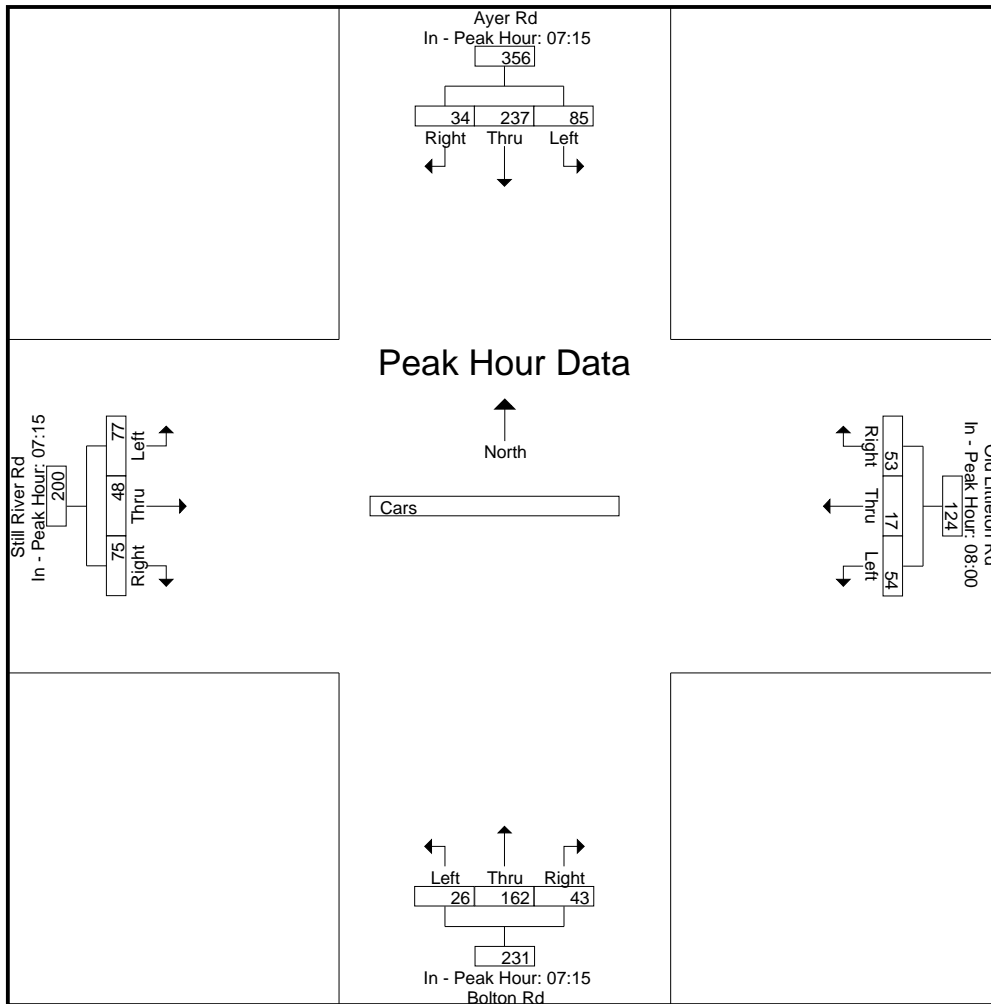 Ayer Rd
In - Peak Hour: 07:15
356
34 237 85
Right Thru Left
Peak Hour Data
North
Cars
Still River Rd
In - Peak Hour: 07:15
200
77 48 75
Left Thru Right
Old Littleton Rd
In - Peak Hour: 08:00
124
53 17 54
Right Thru Left
Left Thru Right
26 162 43
231
In - Peak Hour: 07:15
Bolton Rd